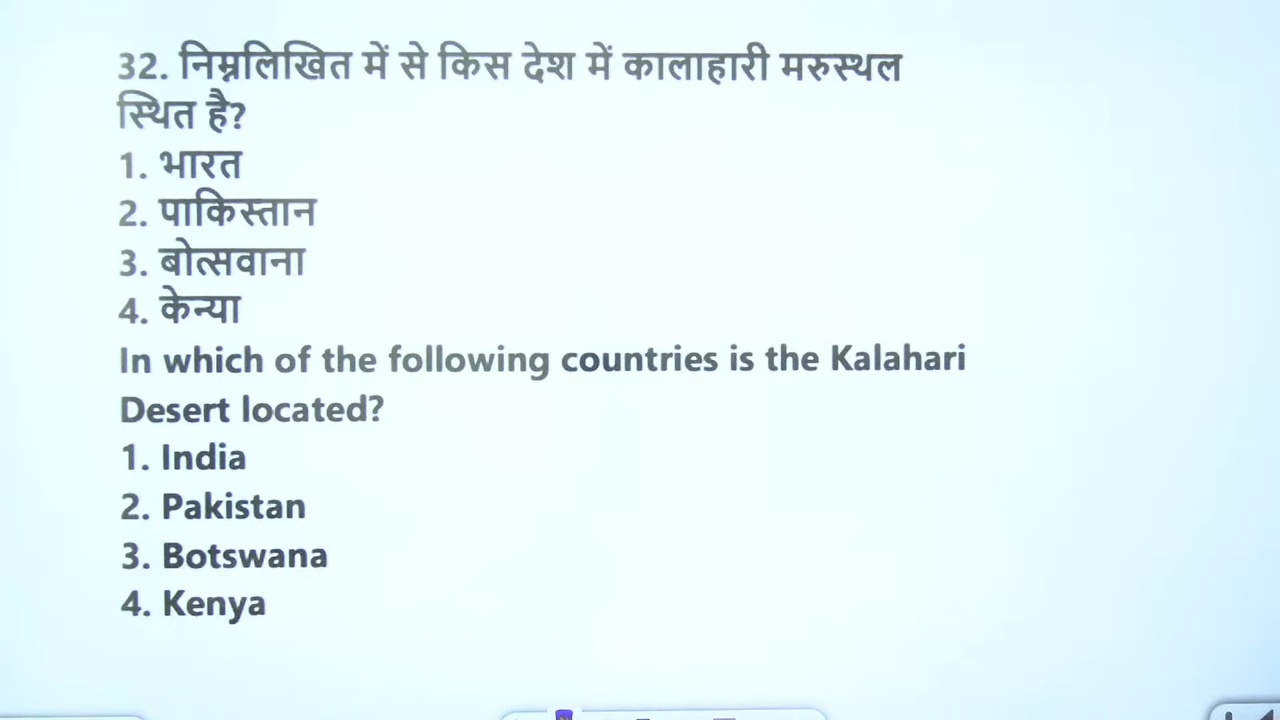 32. निम्नलिखित में से किस देश में कालाहारी मरुस्थल
स्थित है?
1. भारत
2. पाकिस्तान
3. बोत्सवाना
4. केन्या
In which of the following countries is the Kalahari
Desert located?
1. India
2. Pakistan
3. Botswana
4. Kenya